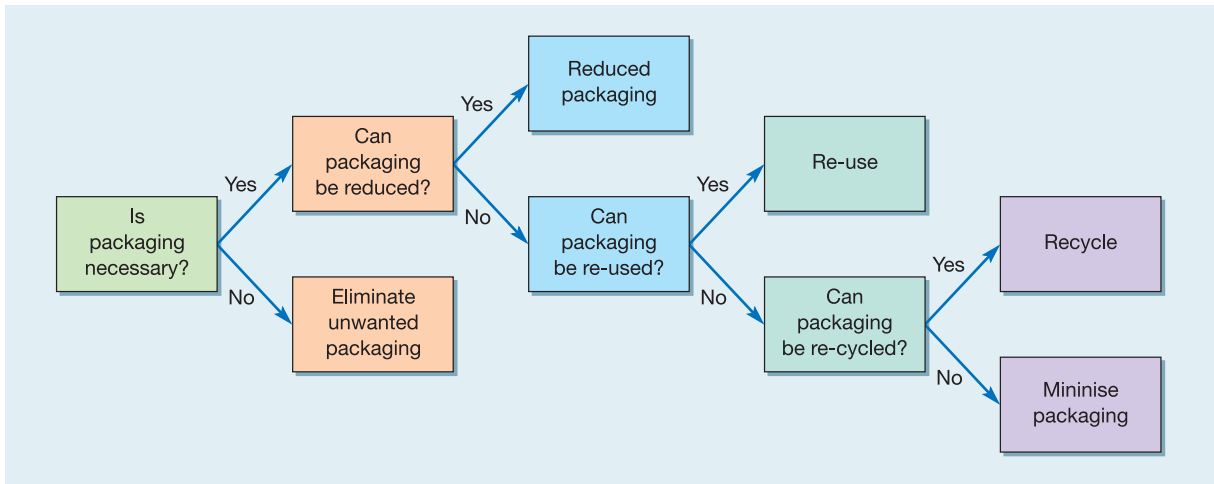 Is
packaging
necessary?
Yes
No
Can
packaging
be reduced?
Eliminate
unwanted
packaging
Yes
No
Reduced
packaging
Can
packaging
be re-used?
Yes
No
Re-use
Can
packaging
be re-cycled?
Yes
No
Recycle
Mininise
packaging